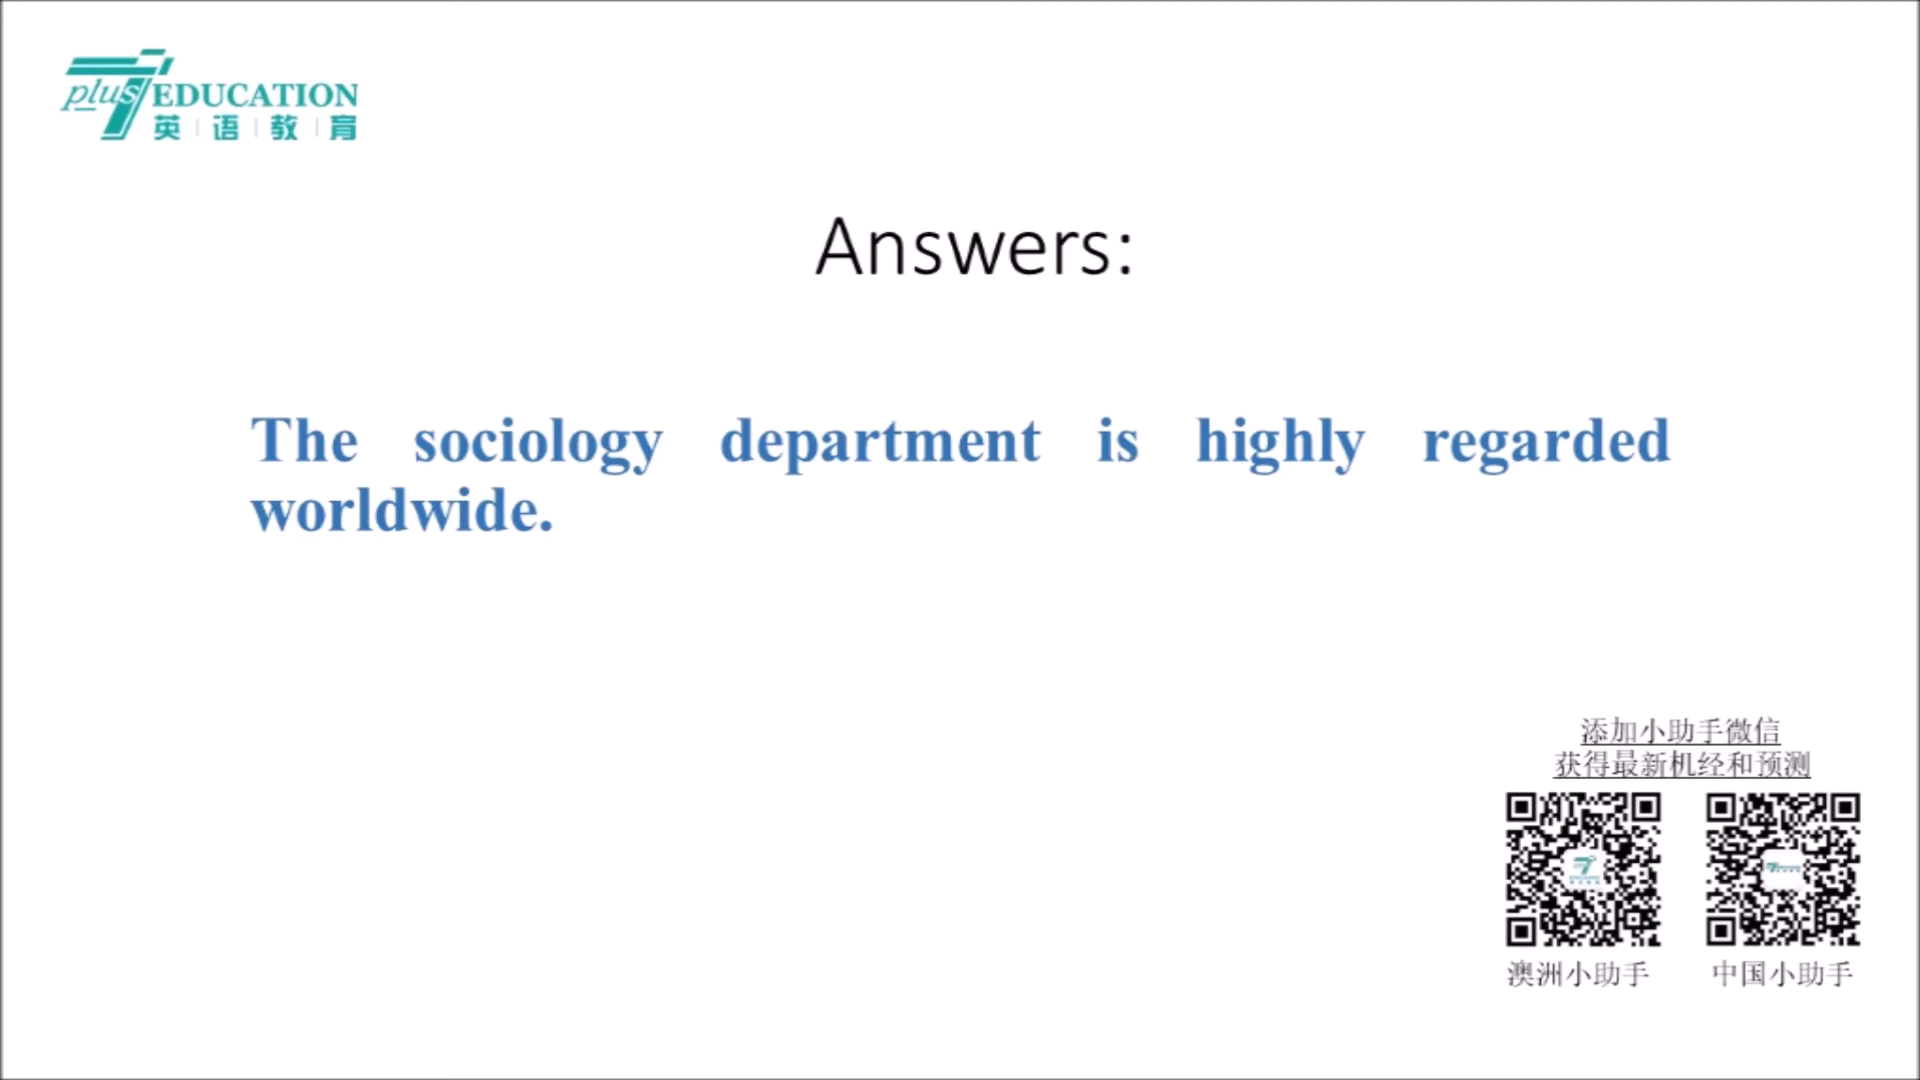 7plus EDUCATION
英 语 教 育
Answers:
The sociology department is highly regarded
worldwide.
添加小助手微信
获得最新机经和预测
澳洲小助手 中国小助手